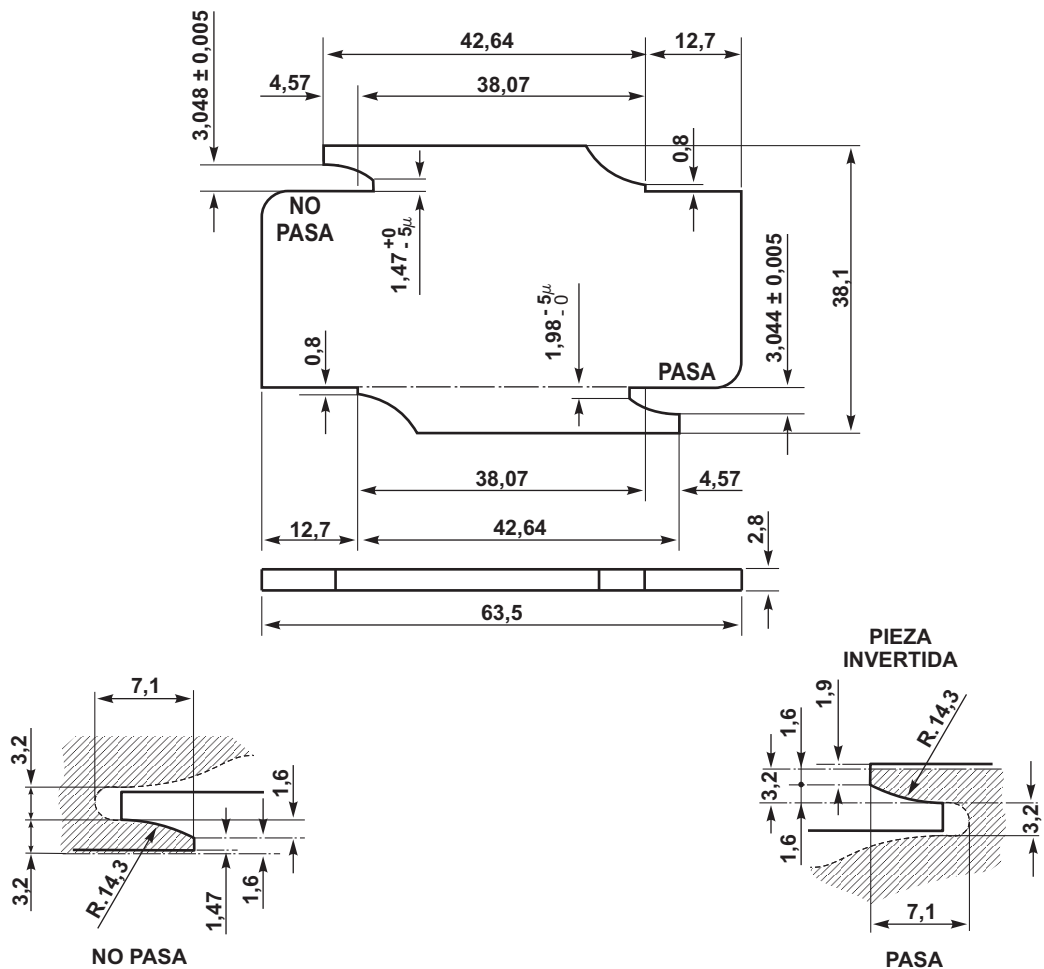 42,64
12,7
4,57
38,07
3,048 ± 0,005
0,8
NO
PASA
1,47 +0 - 5µ
1,98 - 5µ - 0
3,044 ± 0,005
38,1
0,8
PASA
38,07
4,57
12,7
42,64
2,8
63,5
PIEZA
INVERTIDA
7,1
3,2
1,6
3,2
R.14,3
1,47
1,6
NO PASA
1,9
1,6
R.14,3
3,2
3,2
1,6
7,1
PASA